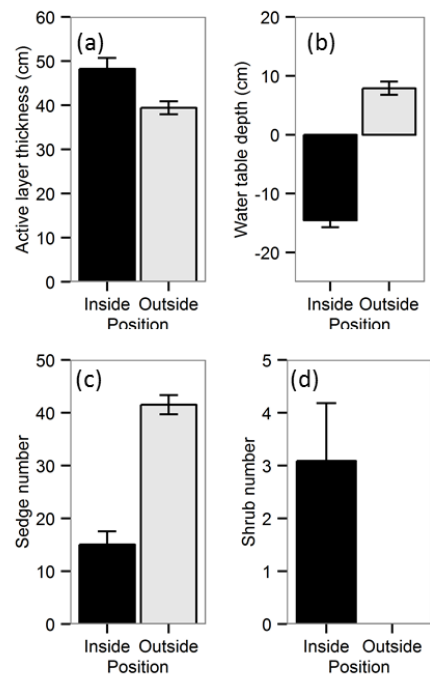 (a)
Active layer thickness (cm)
60
50
40
30
20
10
0
Inside Outside
Position
(b)
Water table depth (cm)
20
10
0
-10
-20
Inside Outside
Position
(c)
Sedge number
50
40
30
20
10
0
Inside Outside
Position
(d)
Shrub number
5
4
3
2
1
0
Inside Outside
Position